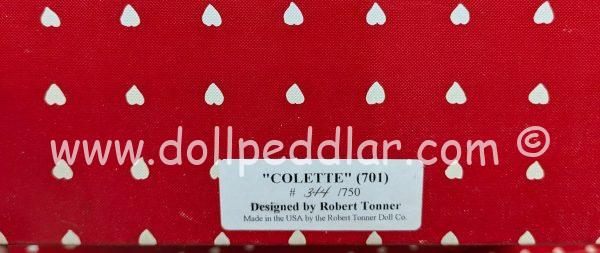 www.dollpeddlar.com ©
"COLETTE" (701)
# 344 /750
Designed by Robert Tonner
Made in the USA by the Robert Tonner Doll Co.